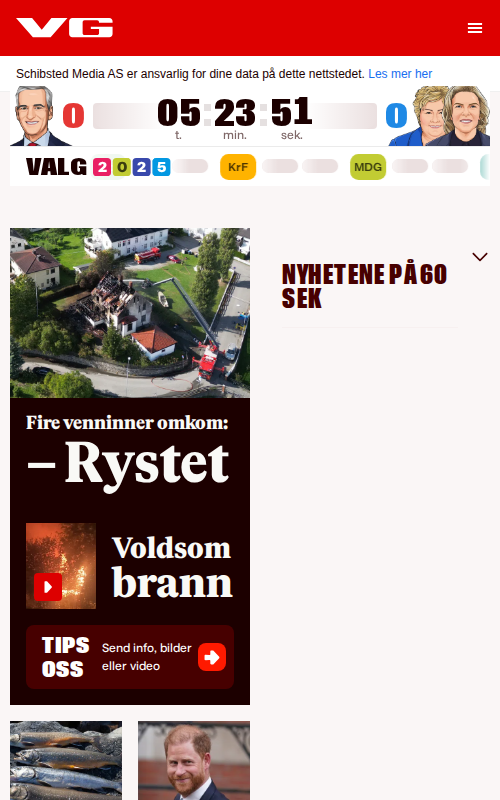 VG
Schibsted Media AS er ansvarlig for dine data på dette nettstedet. Les mer her
0
05:23:51
0
t.
min.
sek.
VALG 2025
KrF
MDG
NYHETENE PÅ 60
SEK
Fire venninner omkom:
– Rystet
Voldsom
brann
TIPS
OSS
Send info, bilder
eller video